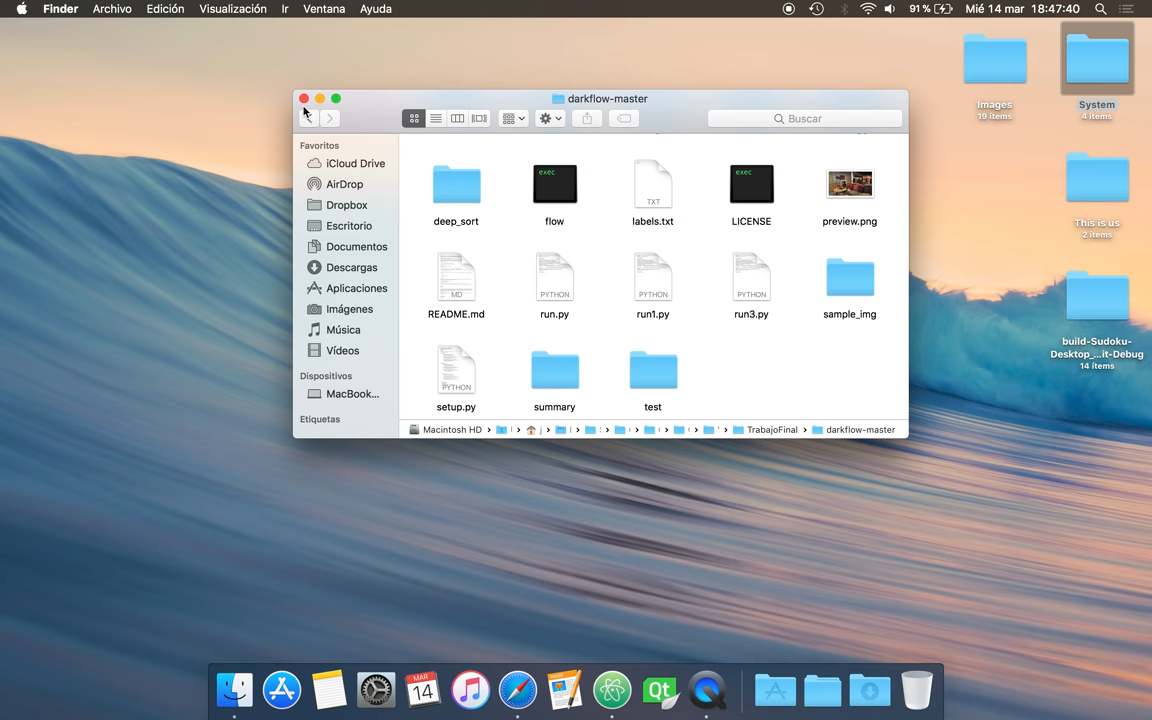 Finder Archivo Edición Visualización Ir Ventana Ayuda 91% Mié 14 mar 18:47:40
darkflow-master
Buscar
Favoritos
iCloud Drive
AirDrop
Dropbox
Escritorio
Documentos
Descargas
Aplicaciones
Imágenes
Música
Vídeos
Dispositivos
MacBook...
Etiquetas
exec exec
TXT
deep_sort flow labels.txt LICENSE preview.png
MD PYTHON PYTHON PYTHON
README.md run.py run1.py run3.py sample_img
PYTHON
setup.py summary test
Macintosh HD TrabajoFinal darkflow-master
Images
19 items
System
4 items
This is us
2 items
build-Sudoku-
Desktop_...it-Debug
14 items
MAR
14
Qt